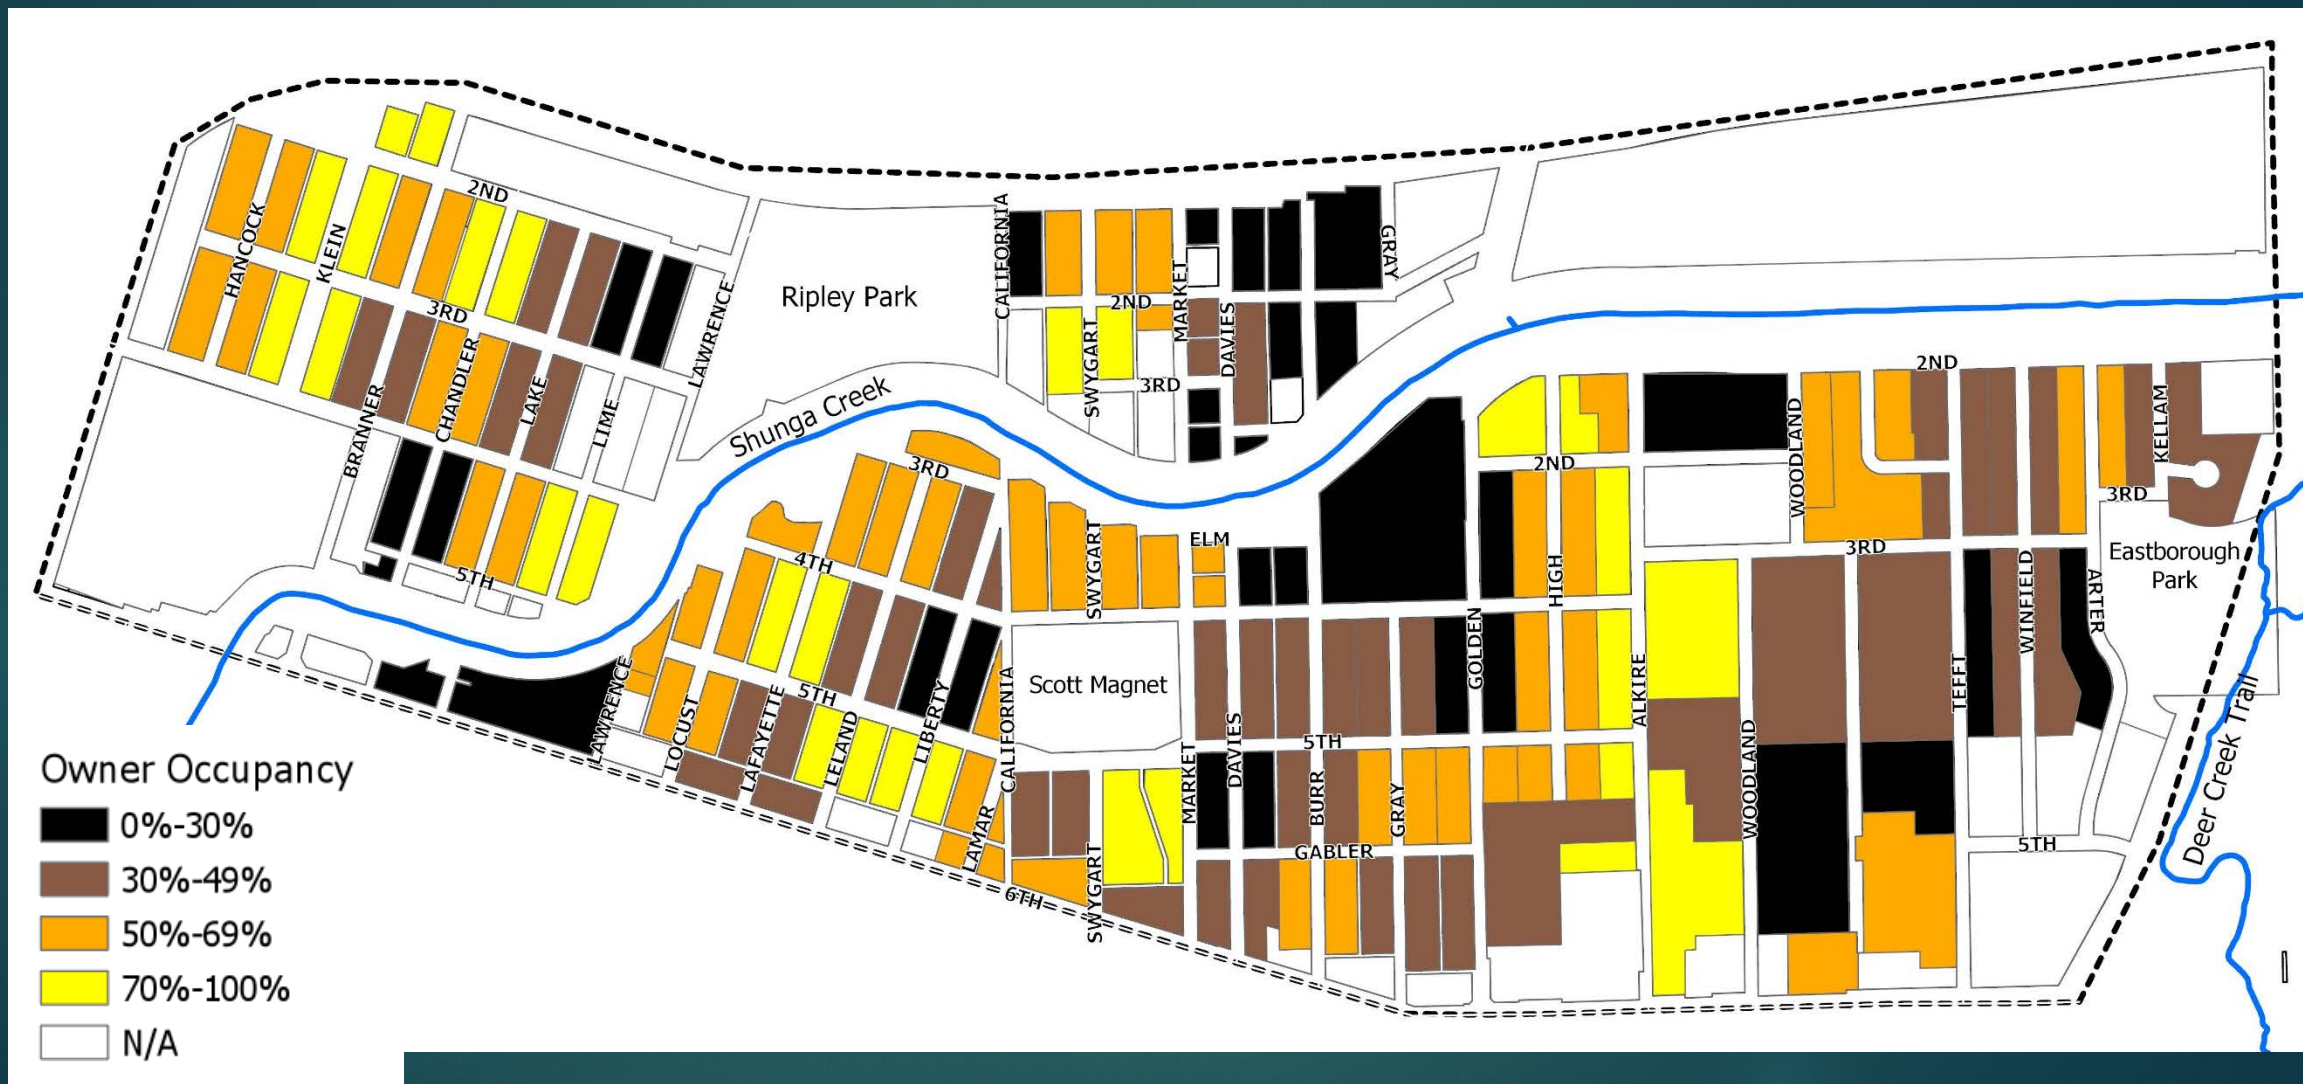 2ND
HANCOCK
KLEIN
3RD
LAWRENCE
BRANNER
CHANDLER
LAKE
LIME
5TH
Ripley Park
Shunga Creek
CALIFORNIA
GRAY
2ND
MARKET
SWYGART
DAVIES
3RD
3RD
4TH
SWYGART
ELM
LAWRENCE
LOCUST
LAFAYETTE
5TH
LELAND
LIBERTY
CALIFORNIA
LAMAR
6TH
Scott Magnet
SWYGART
MARKET
DAVIES
5TH
BURR
GRAY
GABLER
2ND
HIGH
GOLDEN
ALKIRE
WOODLAND
WOODLAND
2ND
KELLAM
3RD
3RD
WINFIELD
ARTER
TEFFT
5TH
Eastborough
Park
Deer Creek Trail
Owner Occupancy
0%-30%
30%-49%
50%-69%
70%-100%
N/A